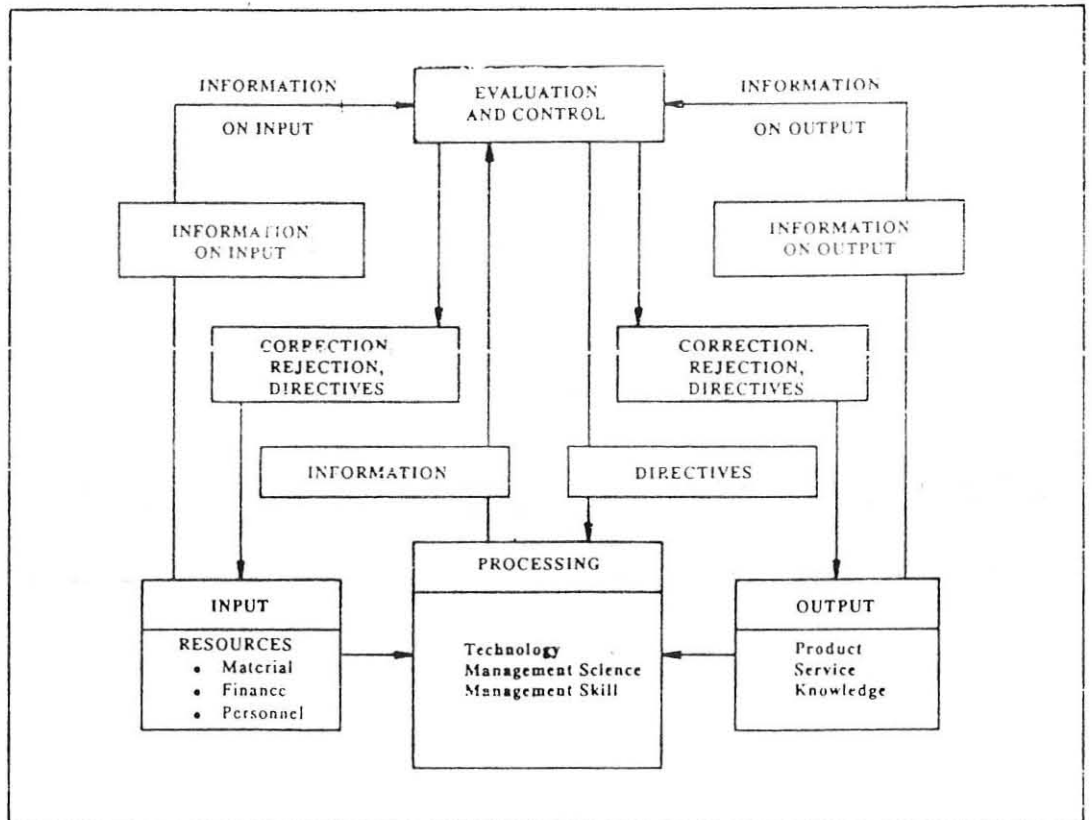 INFORMATION
ON INPUT
EVALUATION
AND CONTROL
INFORMATION
ON OUTPUT
INFORMATION
ON INPUT
INFORMATION
ON OUTPUT
CORRECTION,
REJECTION,
DIRECTIVES
CORRECTION,
REJECTION,
DIRECTIVES
INFORMATION
DIRECTIVES
INPUT
RESOURCES
• Material
• Finance
• Personnel
PROCESSING
Technology
Management Science
Management Skill
OUTPUT
Product
Service
Knowledge